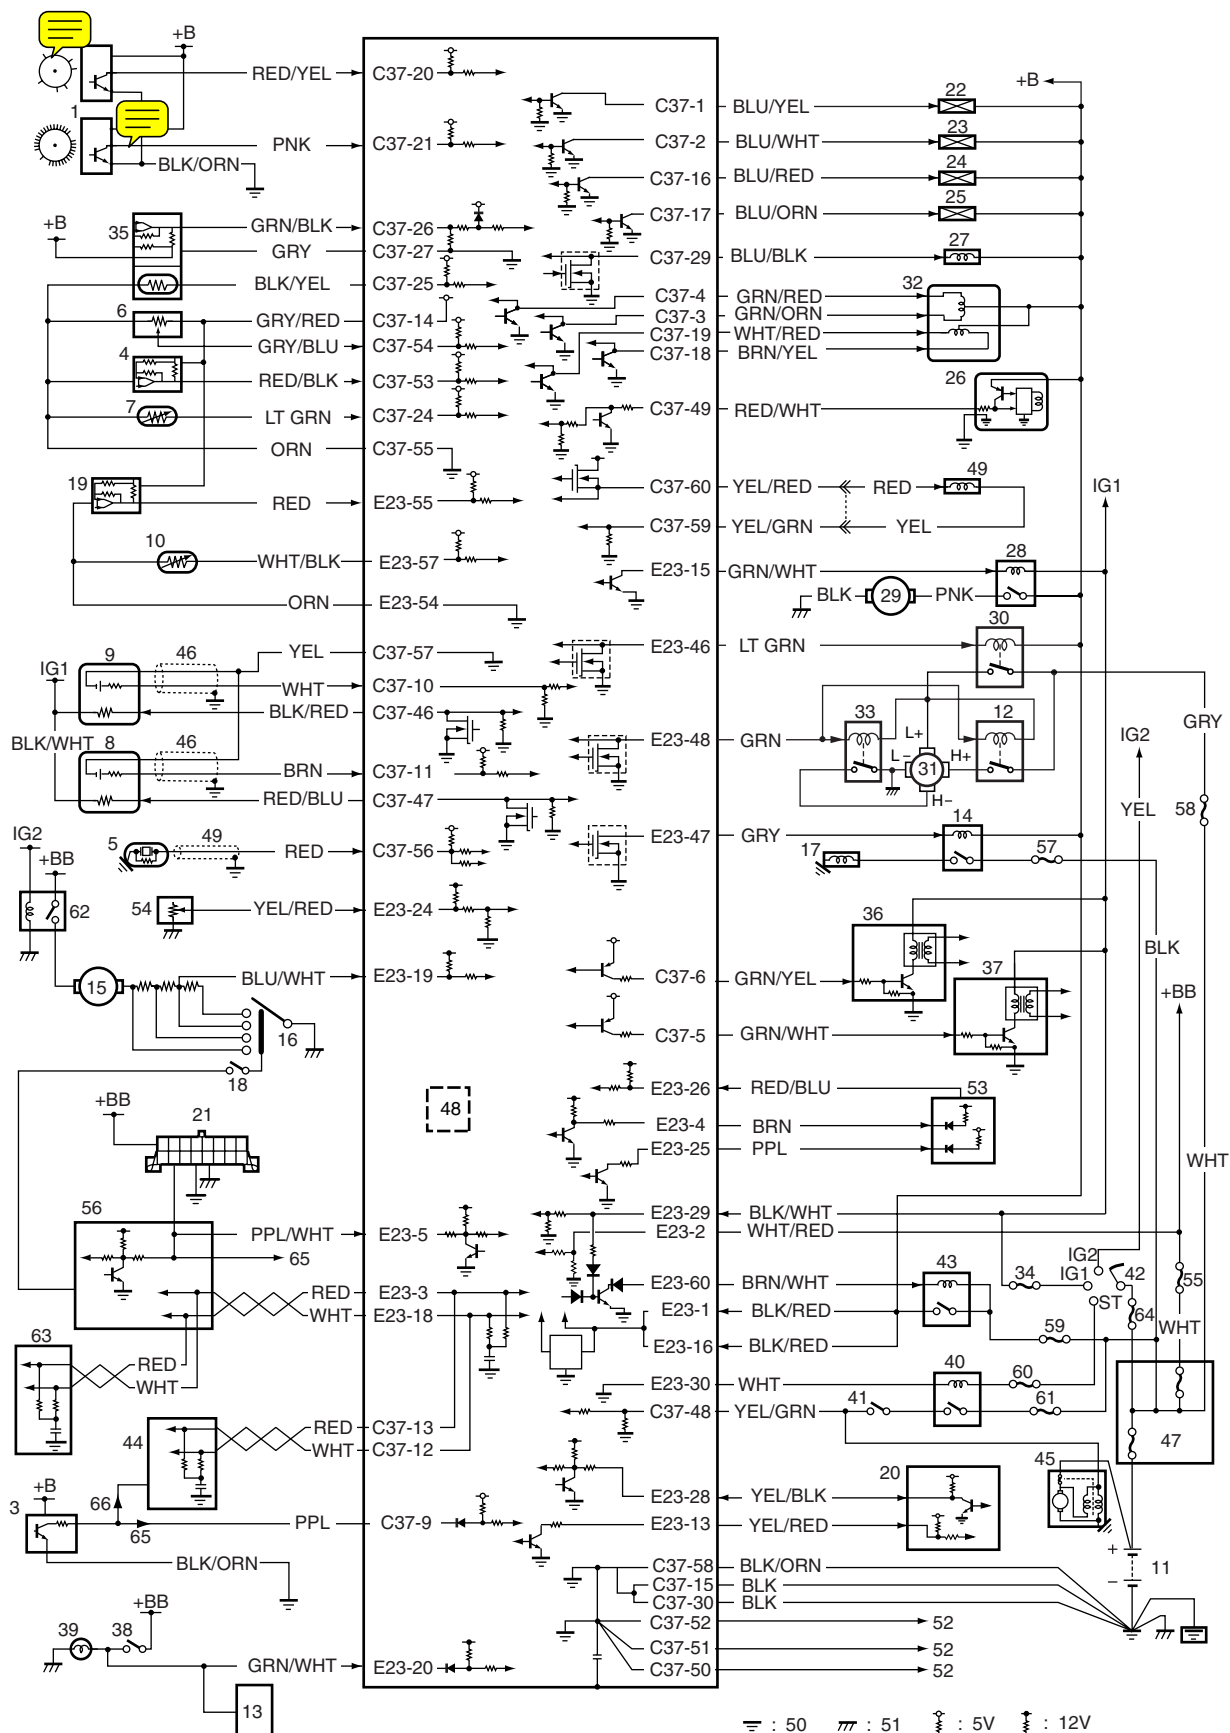 +B
RED/YEL C37-20
1
PNK C37-21
BLK/ORN
+B
35
GRN/BLK C37-26
GRY C37-27
BLK/YEL C37-25
6
GRY/RED C37-14
GRY/BLU C37-54
4
RED/BLK C37-53
7
LT GRN C37-24
ORN C37-55
19
RED E23-55
10
WHT/BLK E23-57
ORN E23-54
IG1
9
46
YEL C37-57
WHT C37-10
BLK/RED C37-46
BLK/WHT
8
46
BRN C37-11
RED/BLU C37-47
IG2
+BB
5
49
RED C37-56
62
54
YEL/RED E23-24
15
BLU/WHT E23-19
16
18
+BB
21
48
56
PPL/WHT E23-5
65
RED E23-3
WHT E23-18
63
RED
WHT
44
RED C37-13
WHT C37-12
+B
3
66
65
PPL C37-9
BLK/ORN
+BB
39
38
GRN/WHT E23-20
13
+B
C37-1 BLU/YEL 22
C37-2 BLU/WHT 23
C37-16 BLU/RED 24
C37-17 BLU/ORN 25
C37-29 BLU/BLK 27
C37-4 GRN/RED 32
C37-3 GRN/ORN
C37-19 WHT/RED
C37-18 BRN/YEL
26
C37-49 RED/WHT
C37-60 YEL/RED RED 49
IG1
C37-59 YEL/GRN YEL
E23-15 GRN/WHT 28
BLK 29 PNK
30
E23-46 LT GRN
GRY
33
12
L+
IG2
E23-48 GRN
L− 31 H+
H−
YEL
58
14
E23-47 GRY
17
57
36
BLK
37
C37-6 GRN/YEL
+BB
C37-5 GRN/WHT
E23-26 RED/BLU 53
E23-4 BRN
E23-25 PPL
WHT
E23-29 BLK/WHT
E23-2 WHT/RED
IG2
43
IG1
42
55
E23-60 BRN/WHT
34
ST
64
E23-1 BLK/RED
WHT
59
E23-16 BLK/RED
40
60
E23-30 WHT
41
61
C37-48 YEL/GRN
47
45
20
E23-28 YEL/BLK
E23-13 YEL/RED
+
11
−
C37-58 BLK/ORN
C37-15 BLK
C37-30 BLK
C37-52 52
C37-51 52
C37-50 52
: 50 : 51 : 5V : 12V